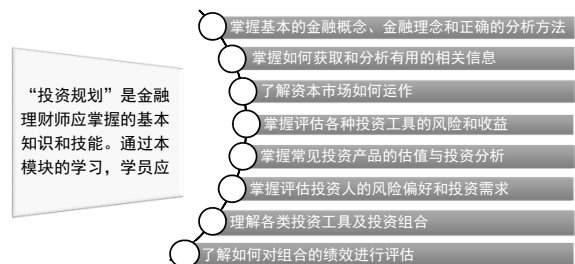 “投资规划”是金融
理财师应掌握的基本
知识和技能。通过本
模块的学习，学员应
掌握基本的金融概念、金融理念和正确的分析方法
掌握如何获取和分析有用的相关信息
了解资本市场如何运作
掌握评估各种投资工具的风险和收益
掌握常见投资产品的估值与投资分析
掌握评估投资人的风险偏好和投资需求
理解各类投资工具及投资组合
了解如何对组合的绩效进行评估